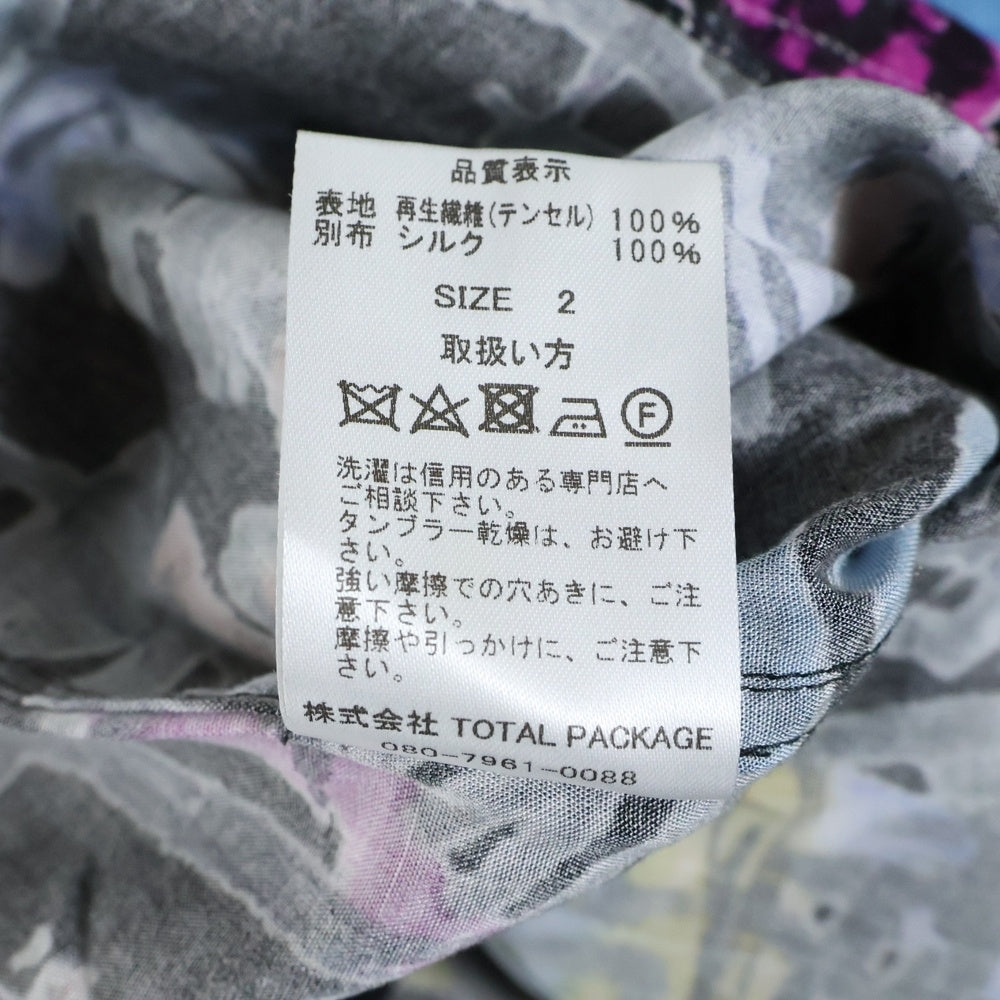 品質表示
表地 再生繊維(テンセル) 100%
別布 シルク 100%
SIZE 2
取扱い方
F
洗濯は信用のある専門店へ
ご相談下さい。
タンブラー乾燥は、お避け下
さい。
強い摩擦での穴あきに、ご注
意下さい。
摩擦や引っかけに、ご注意下
さい。
株式会社 TOTAL PACKAGE
080-7961-0088